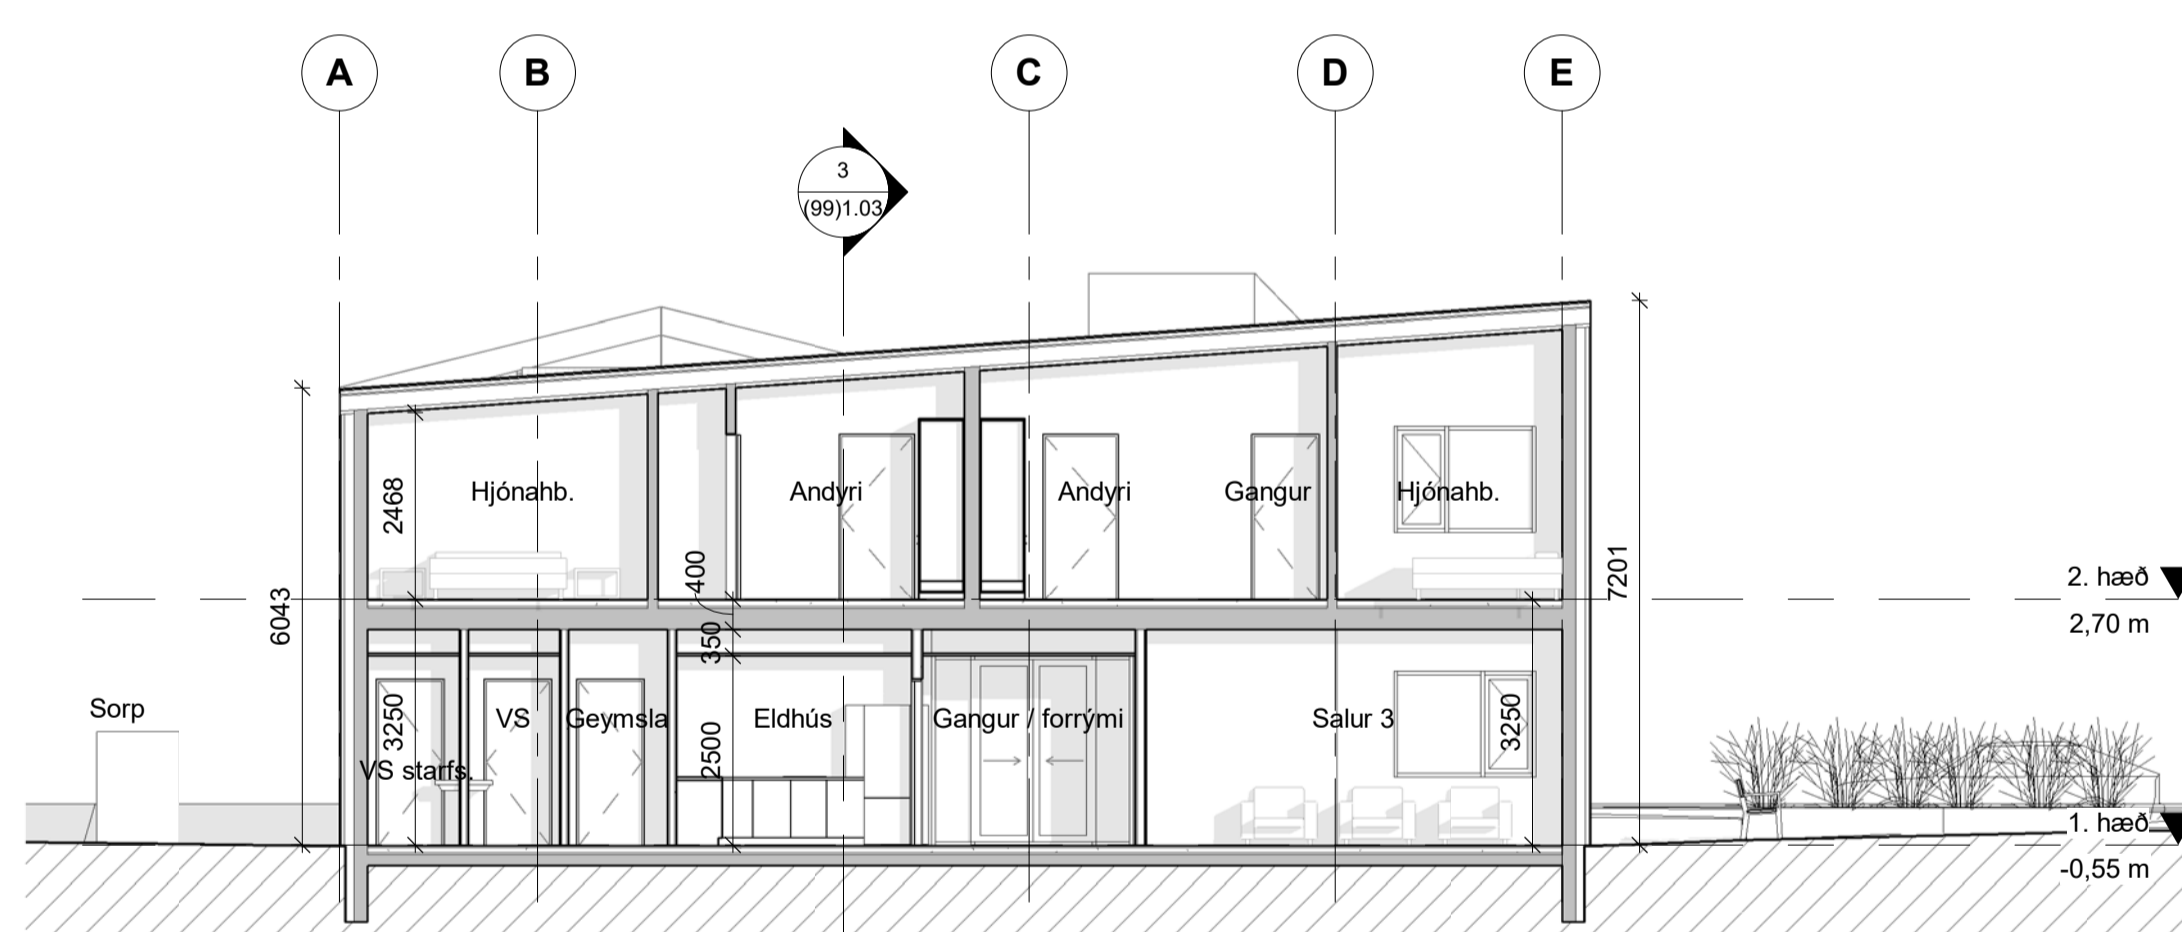 A
B
C
D
E
3
(99)1.03
2468
Hjónahb.
Andyri
Andyri
Gangur
Hjónahb.
400
6043
7201
2. hæð
2,70 m
350
Sorp
3250
VS
Geymsla
Eldhús
Gangur / forrými
Salur 3
3250
2500
VS starfs.
1. hæð
-0,55 m